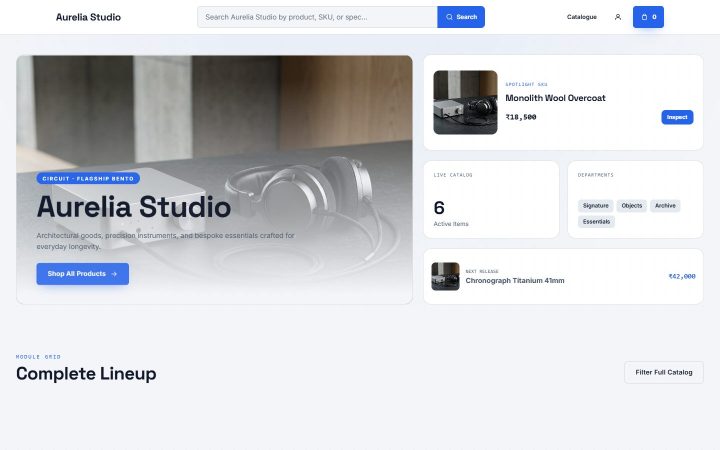 Aurelia Studio
Search Aurelia Studio by product, SKU, or spec...
Search
Catalogue
0
CIRCUIT · FLAGSHIP BENTO
Aurelia Studio
Architectural goods, precision instruments, and bespoke essentials crafted for
everyday longevity.
Shop All Products →
SPOTLIGHT SKU
Monolith Wool Overcoat
₹18,500
Inspect
LIVE CATALOG
6
Active Items
DEPARTMENTS
Signature
Objects
Archive
Essentials
NEXT RELEASE
Chronograph Titanium 41mm
₹42,000
MODULE GRID
Complete Lineup
Filter Full Catalog